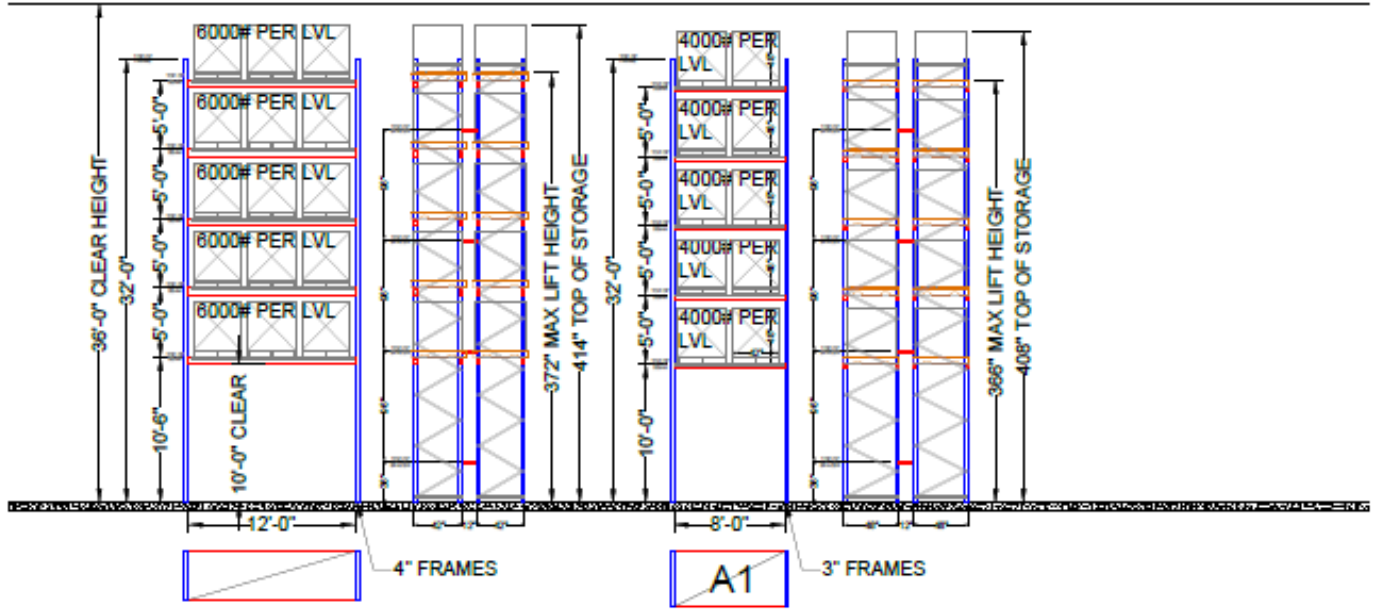 6000# PER LVL
6000# PER LVL
6000# PER LVL
6000# PER LVL
6000# PER LVL
4000# PER
LVL
4000# PER
LVL
4000# PER
LVL
4000# PER
LVL
4000# PER
LVL
36'-0" CLEAR HEIGHT
32'-0"
5'-0"
5'-0"
5'-0"
5'-0"
10'-6"
10'-0" CLEAR
372" MAX LIFT HEIGHT
414" TOP OF STORAGE
32'-0"
5'-0"
5'-0"
5'-0"
5'-0"
10'-0"
366" MAX LIFT HEIGHT
408" TOP OF STORAGE
12'-0"
8'-0"
4" FRAMES
A1
3" FRAMES